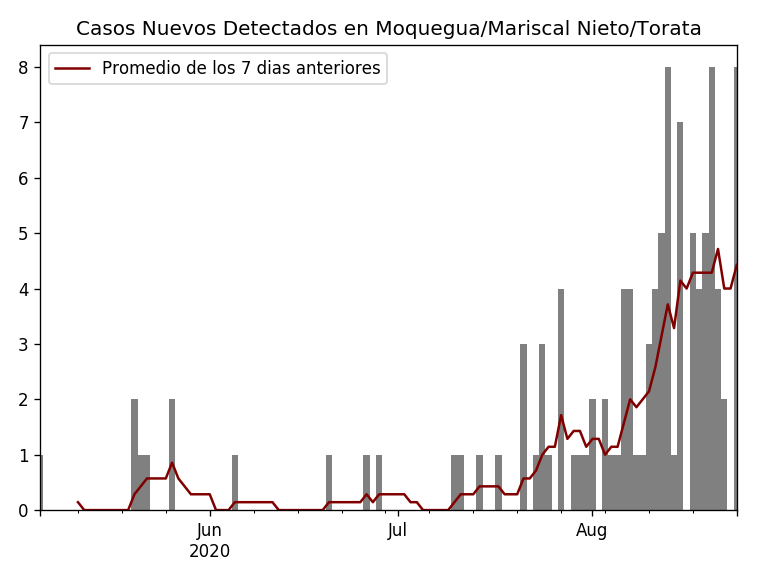 Casos Nuevos Detectados en Moquegua/Mariscal Nieto/Torata
Promedio de los 7 dias anteriores
8
7
6
5
4
3
2
1
0
Jun
2020
Jul
Aug